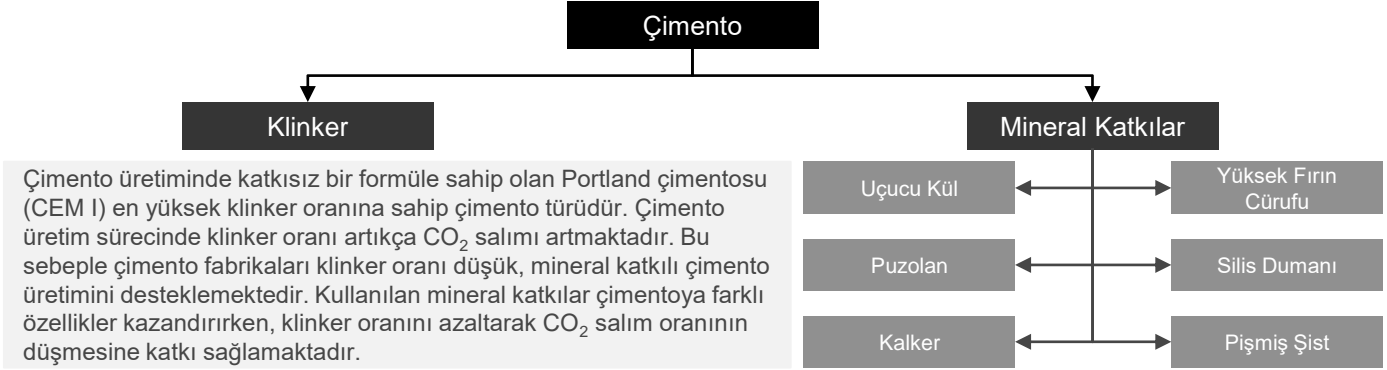 Çimento
Klinker
Mineral Katkılar
Çimento üretiminde katkısız bir formüle sahip olan Portland çimentosu
(CEM I) en yüksek klinker oranına sahip çimento türüdür. Çimento
üretim sürecinde klinker oranı artıkça CO₂ salımı artmaktadır. Bu
sebeple çimento fabrikaları klinker oranı düşük, mineral katkılı çimento
üretimini desteklemektedir. Kullanılan mineral katkılar çimentoya farklı
özellikler kazandırırken, klinker oranını azaltarak CO₂ salım oranının
düşmesine katkı sağlamaktadır.
Uçucu Kül
Yüksek Fırın
Cürufu
Puzolan
Silis Dumanı
Kalker
Pişmiş Şist